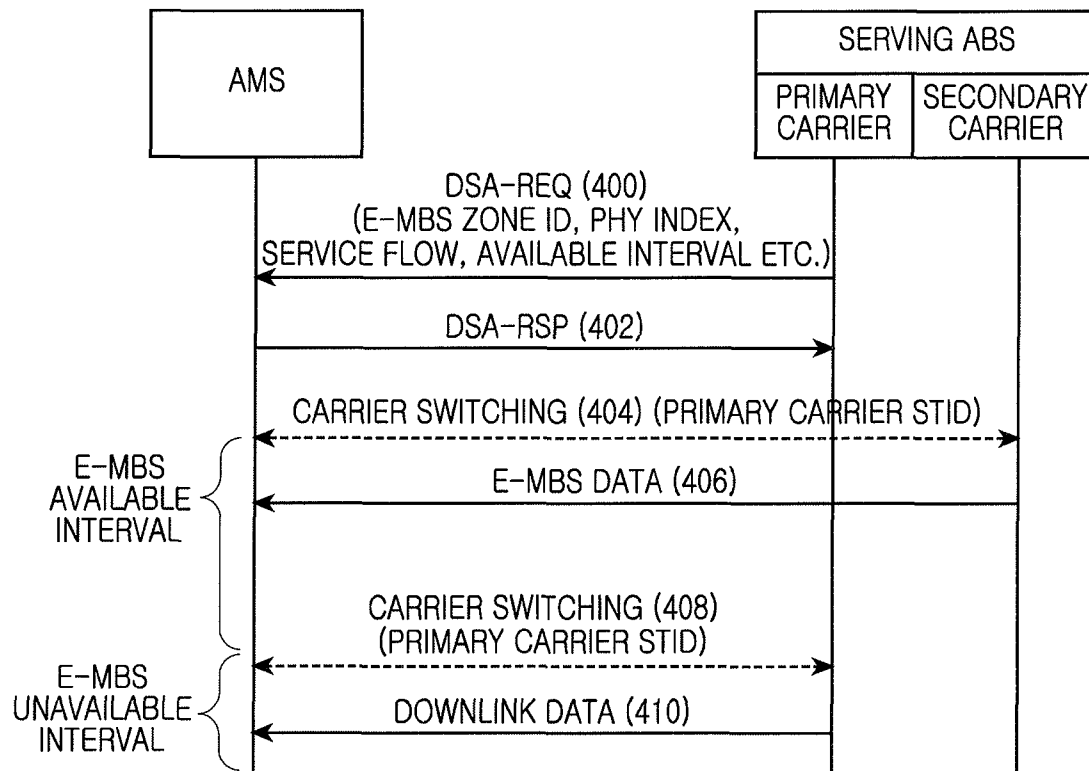 AMS
SERVING ABS
PRIMARY
CARRIER
SECONDARY
CARRIER
DSA-REQ (400)
(E-MBS ZONE ID, PHY INDEX,
SERVICE FLOW, AVAILABLE INTERVAL ETC.)
DSA-RSP (402)
CARRIER SWITCHING (404) (PRIMARY CARRIER STID)
E-MBS
AVAILABLE
INTERVAL
E-MBS DATA (406)
CARRIER SWITCHING (408)
(PRIMARY CARRIER STID)
E-MBS
UNAVAILABLE
INTERVAL
DOWNLINK DATA (410)